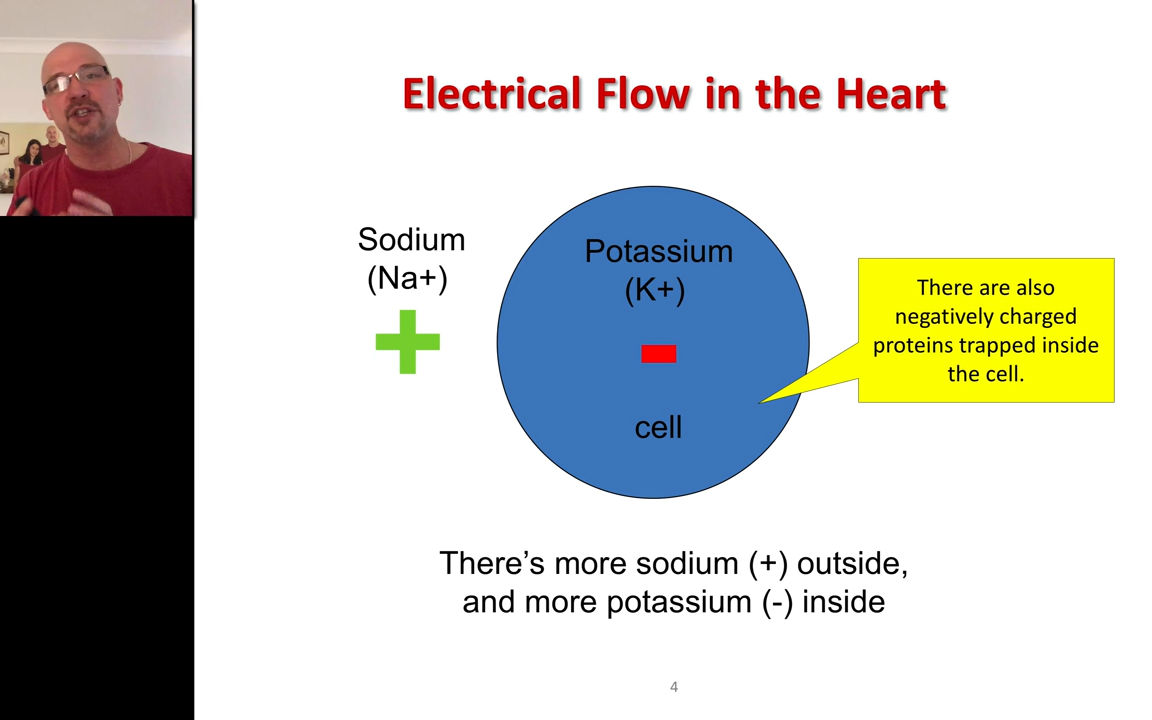 Electrical Flow in the Heart
Sodium
(Na+)
Potassium
(K+)
cell
There are also
negatively charged
proteins trapped inside
the cell.
There’s more sodium (+) outside,
and more potassium (-) inside
4